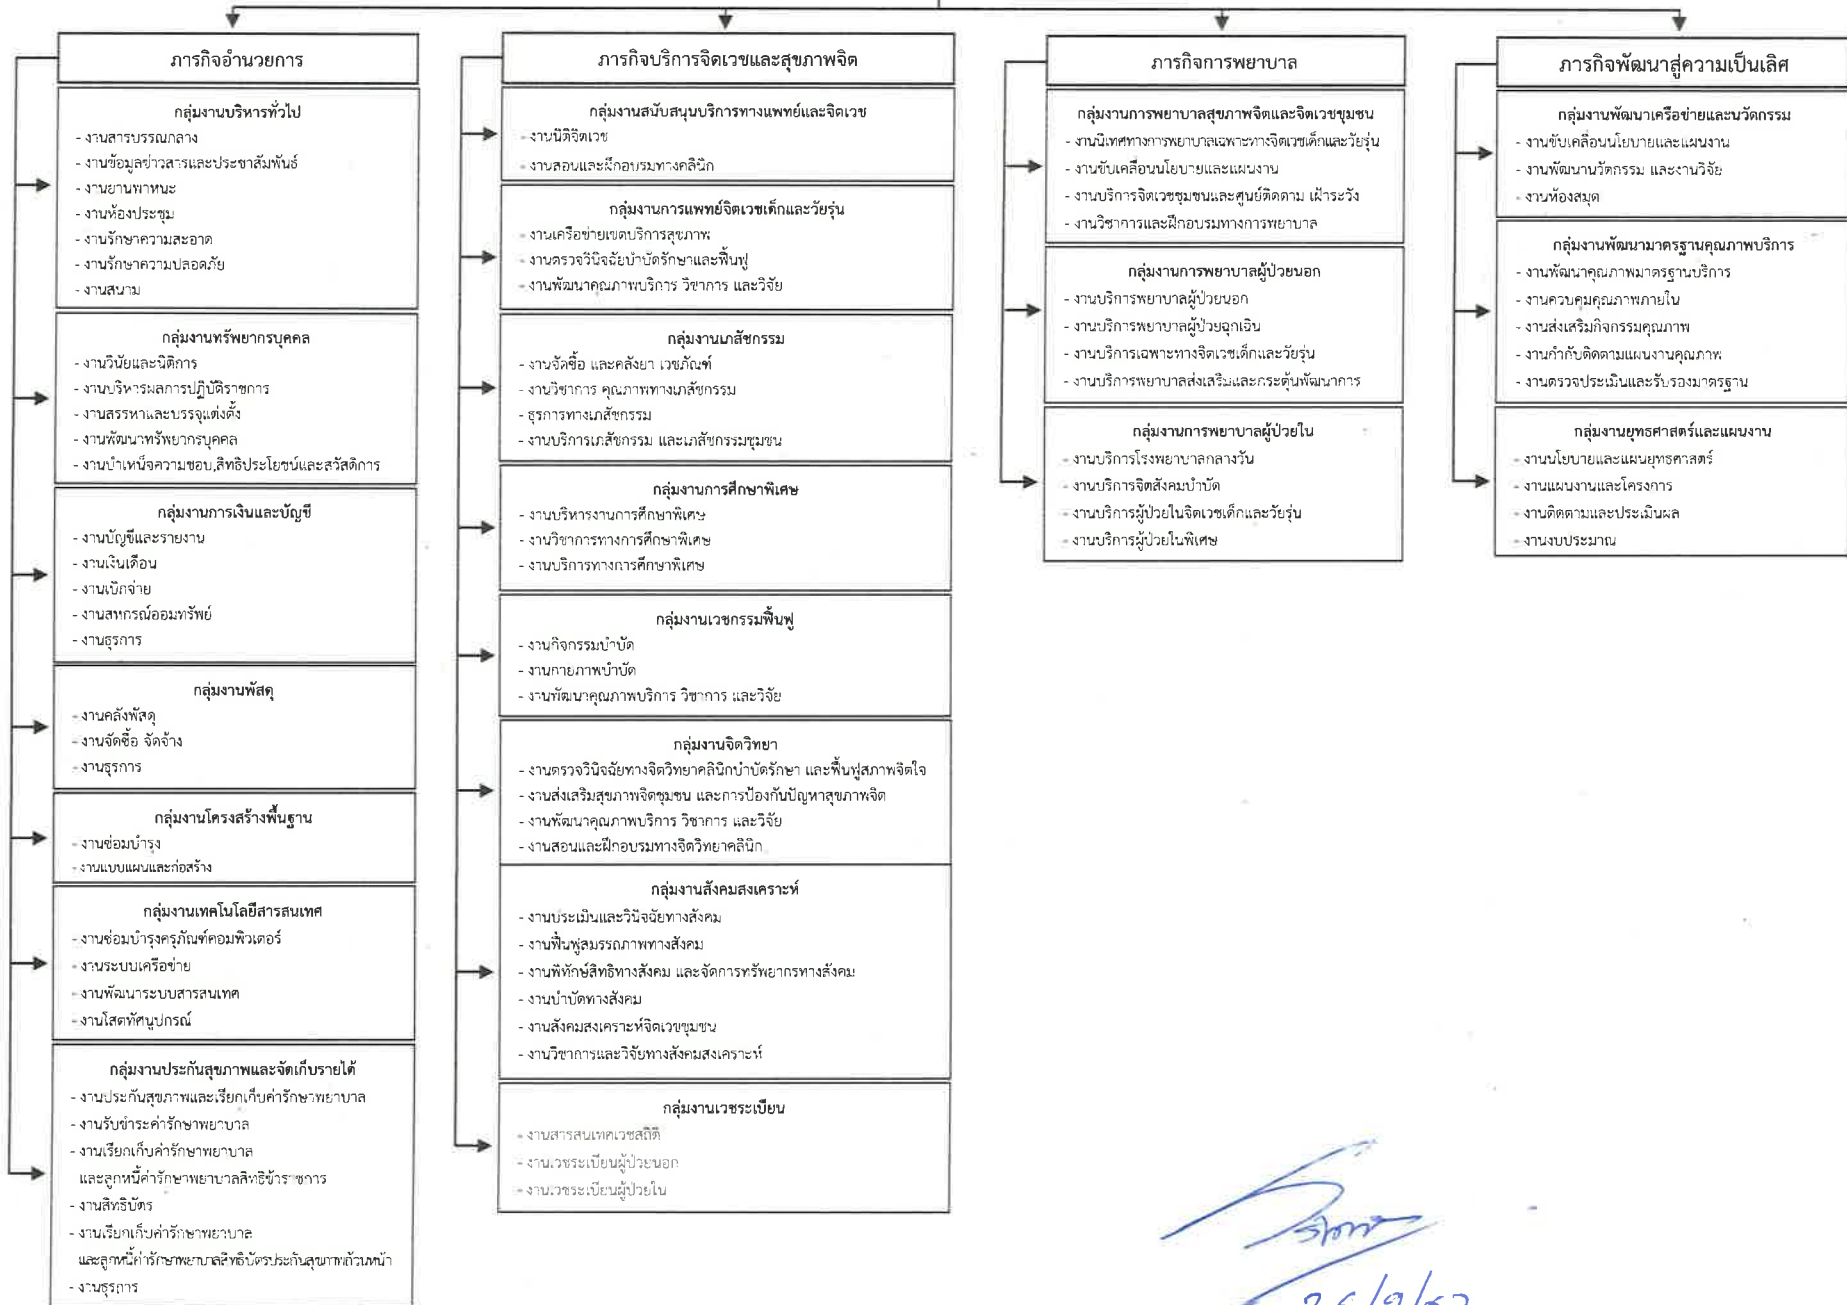 ภารกิจอำนวยการ
กลุ่มงานบริหารทั่วไป
- งานสารบรรณกลาง
- งานข้อมูลข่าวสารและประชาสัมพันธ์
- งานยานพาหนะ
- งานห้องประชุม
- งานรักษาความสะอาด
- งานรักษาความปลอดภัย
- งานสนาม
กลุ่มงานทรัพยากรบุคคล
- งานวินัยและนิติการ
- งานบริหารผลการปฏิบัติราชการ
- งานสรรหาและบรรจุแต่งตั้ง
- งานพัฒนาทรัพยากรบุคคล
- งานบำเหน็จความชอบ,สิทธิประโยชน์และสวัสดิการ
กลุ่มงานการเงินและบัญชี
- งานบัญชีและรายงาน
- งานเงินเดือน
- งานเบิกจ่าย
- งานสหกรณ์ออมทรัพย์
- งานธุรการ
กลุ่มงานพัสดุ
- งานคลังพัสดุ
- งานจัดซื้อ จัดจ้าง
- งานธุรการ
กลุ่มงานโครงสร้างพื้นฐาน
- งานซ่อมบำรุง
- งานแบบแผนและก่อสร้าง
กลุ่มงานเทคโนโลยีสารสนเทศ
- งานซ่อมบำรุงครุภัณฑ์คอมพิวเตอร์
- งานระบบเครือข่าย
- งานพัฒนาระบบสารสนเทศ
- งานโสตทัศนูปกรณ์
กลุ่มงานประกันสุขภาพและจัดเก็บรายได้
- งานประกันสุขภาพและเรียกเก็บค่ารักษาพยาบาล
- งานรับชำระค่ารักษาพยาบาล
- งานเรียกเก็บค่ารักษาพยาบาล
และลูกหนี้ค่ารักษาพยาบาลสิทธิข้าราชการ
- งานสิทธิบัตร
- งานเรียกเก็บค่ารักษาพยาบาล
และลูกหนี้ค่ารักษาพยาบาลสิทธิบัตรประกันสุขภาพถ้วนหน้า
- งานธุรการ
ภารกิจบริการจิตเวชและสุขภาพจิต
กลุ่มงานสนับสนุนบริการทางแพทย์และจิตเวช
- งานนิติจิตเวช
- งานสอนและฝึกอบรมทางคลินิก
กลุ่มงานการแพทย์จิตเวชเด็กและวัยรุ่น
- งานเครือข่ายเขตบริการสุขภาพ
- งานตรวจวินิจฉัยบำบัดรักษาและฟื้นฟู
- งานพัฒนาคุณภาพบริการ วิชาการ และวิจัย
กลุ่มงานเภสัชกรรม
- งานจัดซื้อ และคลังยา เวชภัณฑ์
- งานวิชาการ คุณภาพทางเภสัชกรรม
- ธุรการทางเภสัชกรรม
- งานบริการเภสัชกรรม และเภสัชกรรมชุมชน
กลุ่มงานการศึกษาพิเศษ
- งานบริหารงานการศึกษาพิเศษ
- งานวิชาการทางการศึกษาพิเศษ
- งานบริการทางการศึกษาพิเศษ
กลุ่มงานเวชกรรมฟื้นฟู
- งานกิจกรรมบำบัด
- งานกายภาพบำบัด
- งานพัฒนาคุณภาพบริการ วิชาการ และวิจัย
กลุ่มงานจิตวิทยา
- งานตรวจวินิจฉัยทางจิตวิทยาคลินิกบำบัดรักษา และฟื้นฟูสภาพจิตใจ
- งานส่งเสริมสุขภาพจิตชุมชน และการป้องกันปัญหาสุขภาพจิต
- งานพัฒนาคุณภาพบริการ วิชาการ และวิจัย
- งานสอนและฝึกอบรมทางจิตวิทยาคลินิก
กลุ่มงานสังคมสงเคราะห์
- งานประเมินและวินิจฉัยทางสังคม
- งานฟื้นฟูสมรรถภาพทางสังคม
- งานพิทักษ์สิทธิทางสังคม และจัดการทรัพยากรทางสังคม
- งานบำบัดทางสังคม
- งานสังคมสงเคราะห์จิตเวชชุมชน
- งานวิชาการและวิจัยทางสังคมสงเคราะห์
กลุ่มงานเวชระเบียน
- งานสารสนเทศเวชสถิติ
- งานเวชระเบียนผู้ป่วยนอก
- งานเวชระเบียนผู้ป่วยใน
ภารกิจการพยาบาล
กลุ่มงานการพยาบาลสุขภาพจิตและจิตเวชชุมชน
- งานนิเทศทางการพยาบาลเฉพาะทางจิตเวชเด็กและวัยรุ่น
- งานขับเคลื่อนนโยบายและแผนงาน
- งานบริการจิตเวชชุมชนและศูนย์ติดตาม เฝ้าระวัง
- งานวิชาการและฝึกอบรมทางการพยาบาล
กลุ่มงานการพยาบาลผู้ป่วยนอก
- งานบริการพยาบาลผู้ป่วยนอก
- งานบริการพยาบาลผู้ป่วยฉุกเฉิน
- งานบริการเฉพาะทางจิตเวชเด็กและวัยรุ่น
- งานบริการพยาบาลส่งเสริมและกระตุ้นพัฒนาการ
กลุ่มงานการพยาบาลผู้ป่วยใน
- งานบริการโรงพยาบาลกลางวัน
- งานบริการจิตสังคมบำบัด
- งานบริการผู้ป่วยในจิตเวชเด็กและวัยรุ่น
- งานบริการผู้ป่วยในพิเศษ
ภารกิจพัฒนาสู่ความเป็นเลิศ
กลุ่มงานพัฒนาเครือข่ายและนวัตกรรม
- งานขับเคลื่อนนโยบายและแผนงาน
- งานพัฒนานวัตกรรม และงานวิจัย
- งานห้องสมุด
กลุ่มงานพัฒนามาตรฐานคุณภาพบริการ
- งานพัฒนาคุณภาพมาตรฐานบริการ
- งานควบคุมคุณภาพภายใน
- งานส่งเสริมกิจกรรมคุณภาพ
- งานกำกับติดตามแผนงานคุณภาพ
- งานตรวจประเมินและรับรองมาตรฐาน
กลุ่มงานยุทธศาสตร์และแผนงาน
- งานนโยบายและแผนยุทธศาสตร์
- งานแผนงานและโครงการ
- งานติดตามและประเมินผล
- งานงบประมาณ